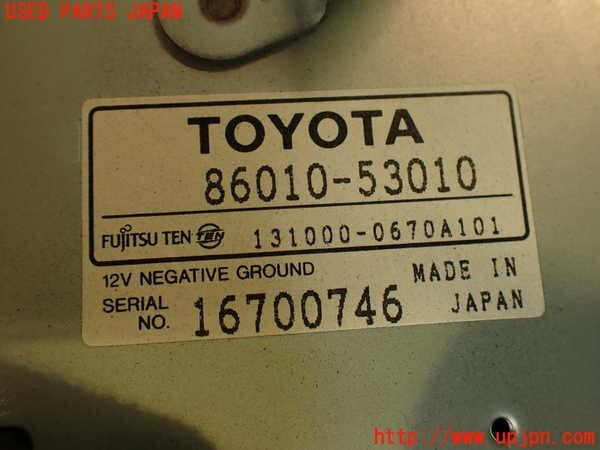 USED PARTS JAPAN
TOYOTA
86010-53010
FUJITSU TEN TEN 131000-0670A101
12V NEGATIVE GROUND
MADE IN JAPAN
SERIAL NO. 16700746
http://www.upjpn.com/